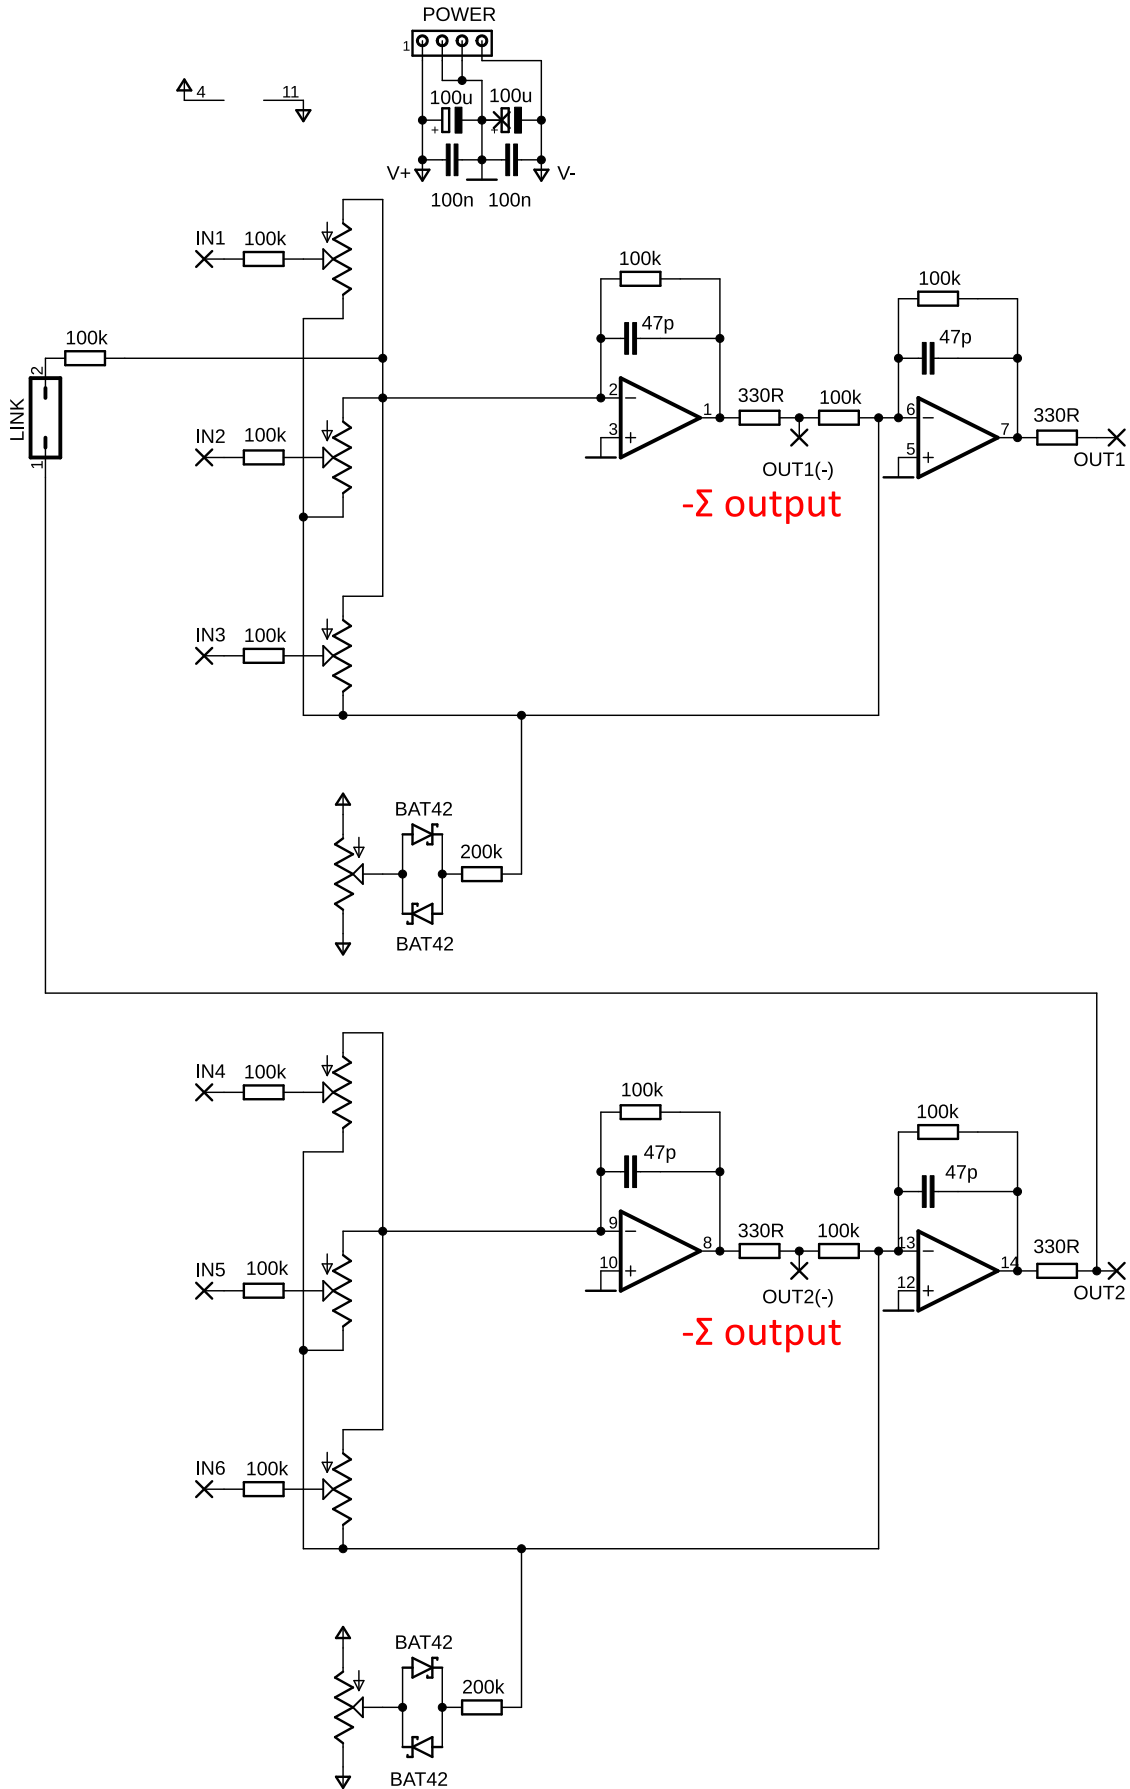 POWER
1
4
11
100u
100u
+
+
V+
V-
100n
100n
IN1
100k
100k
100k
100k
47p
47p
2
LINK
1
IN2
100k
2
3
1
330R
100k
6
5
7
330R
OUT1(-)
OUT1
-Σ output
IN3
100k
BAT42
200k
BAT42
IN4
100k
100k
100k
47p
47p
9
10
8
330R
100k
13
12
14
330R
IN5
100k
OUT2(-)
OUT2
-Σ output
IN6
100k
BAT42
200k
BAT42